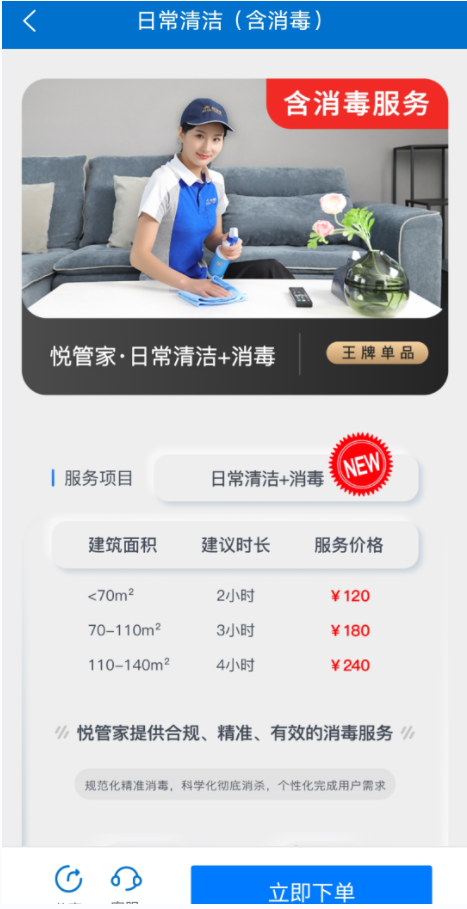 日常清洁（含消毒）
含消毒服务
悦管家·日常清洁+消毒
王牌单品
服务项目
日常清洁+消毒
NEW
建筑面积 建议时长 服务价格
<70m² 2小时 ¥120
70-110m² 3小时 ¥180
110-140m² 4小时 ¥240
悦管家提供合规、精准、有效的消毒服务
规范化精准消毒，科学化彻底消杀，个性化完成用户需求
立即下单